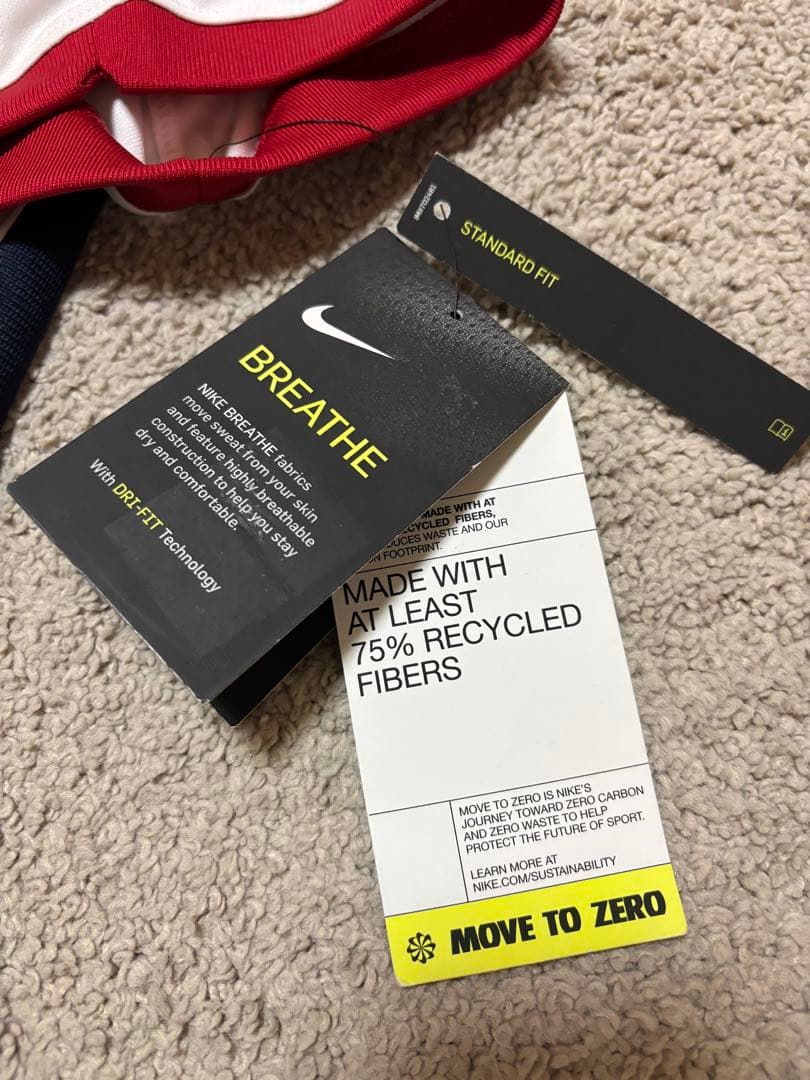 STANDARD FIT
BREATHE
NIKE BREATHE fabrics
move sweat from your skin
and feature highly breathable
construction to help you stay
dry and comfortable.
With DRI-FIT Technology
MADE WITH AT
RECYCLED FIBERS,
WASTE AND OUR
FOOTPRINT.
MADE WITH
AT LEAST
75% RECYCLED
FIBERS
MOVE TO ZERO IS NIKE'S
JOURNEY TOWARD ZERO CARBON
AND ZERO WASTE TO HELP
PROTECT THE FUTURE OF SPORT.
LEARN MORE AT
NIKE.COM/SUSTAINABILITY
MOVE TO ZERO